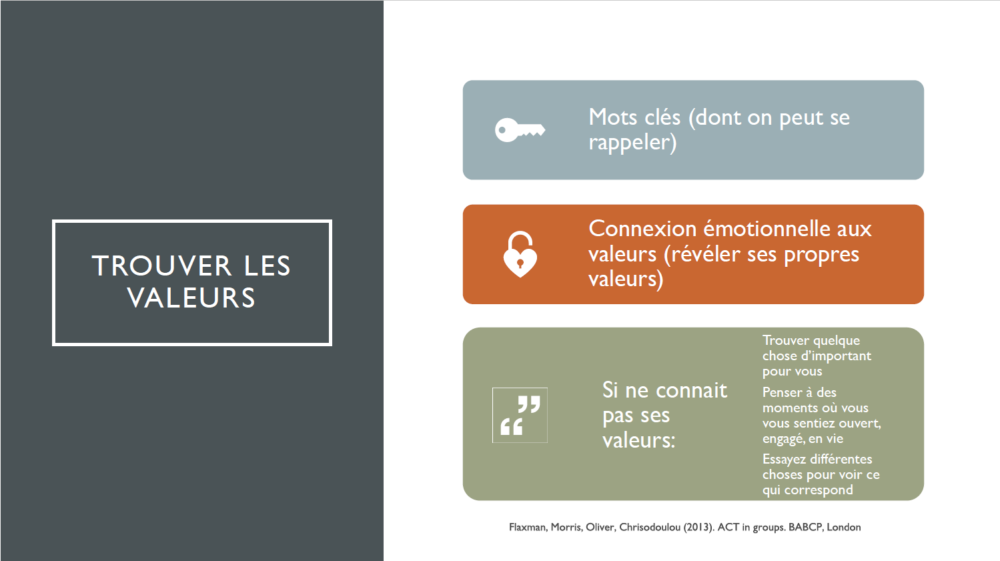 TROUVER LES
VALEURS
Mots clés (dont on peut se
rappeler)
Connexion émotionnelle aux
valeurs (révéler ses propres
valeurs)
Si ne connait
pas ses
valeurs:
Trouver quelque
chose d’important
pour vous
Penser à des
moments où vous
vous sentiez ouvert,
engagé, en vie
Essayez différentes
choses pour voir ce
qui correspond
Flaxman, Morris, Oliver, Chrisodoulou (2013). ACT in groups. BABCP, London